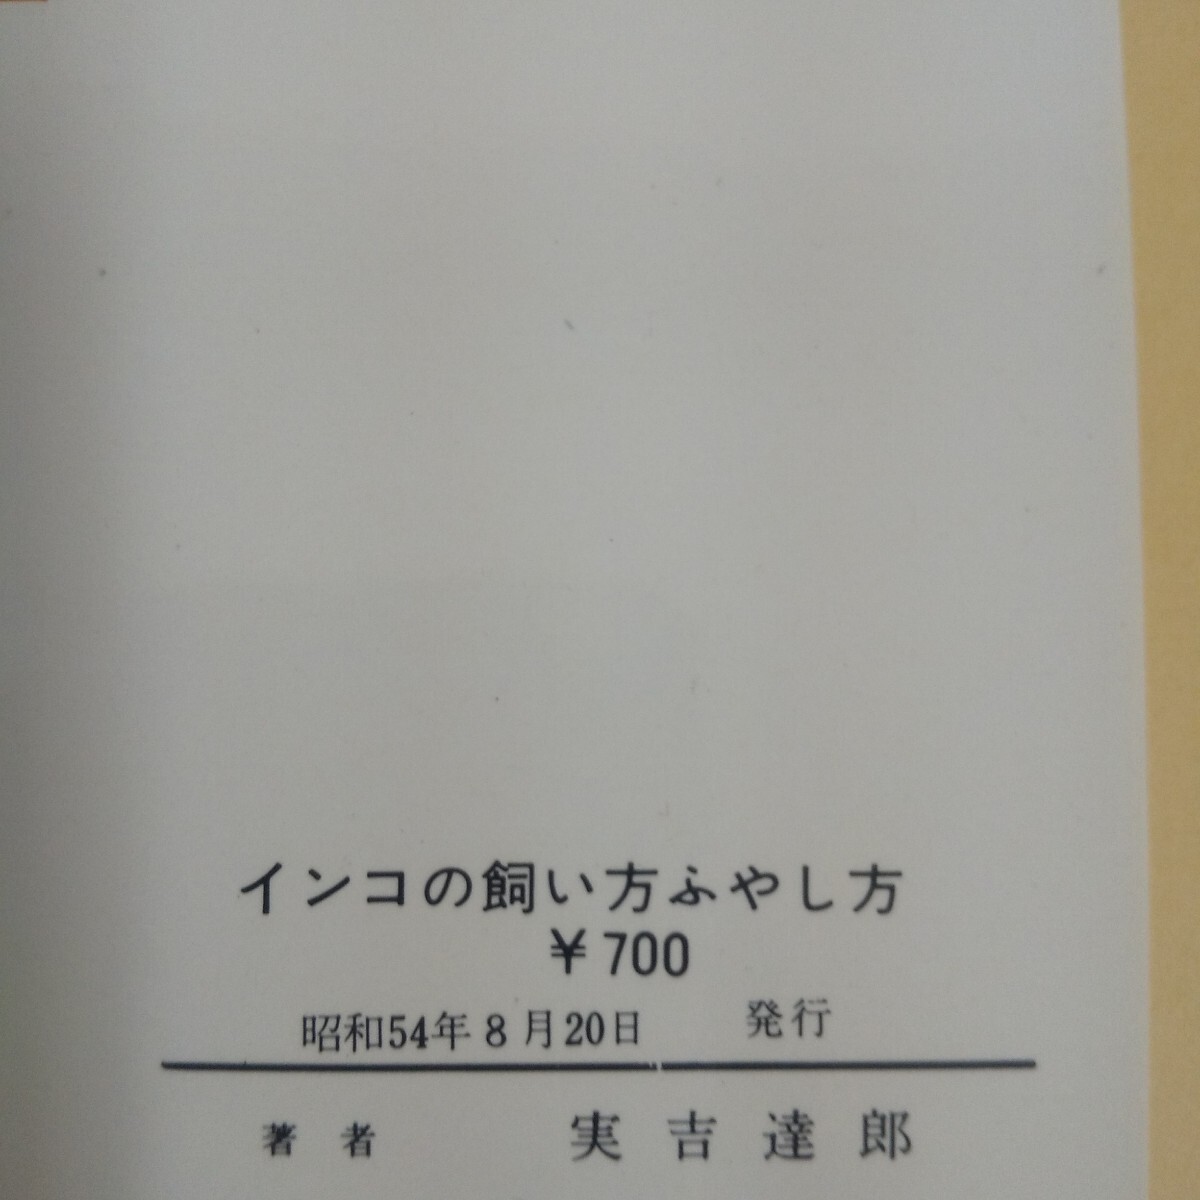 インコの飼い方ふやし方
¥700
昭和54年8月20日 発行
著者 実吉達郎